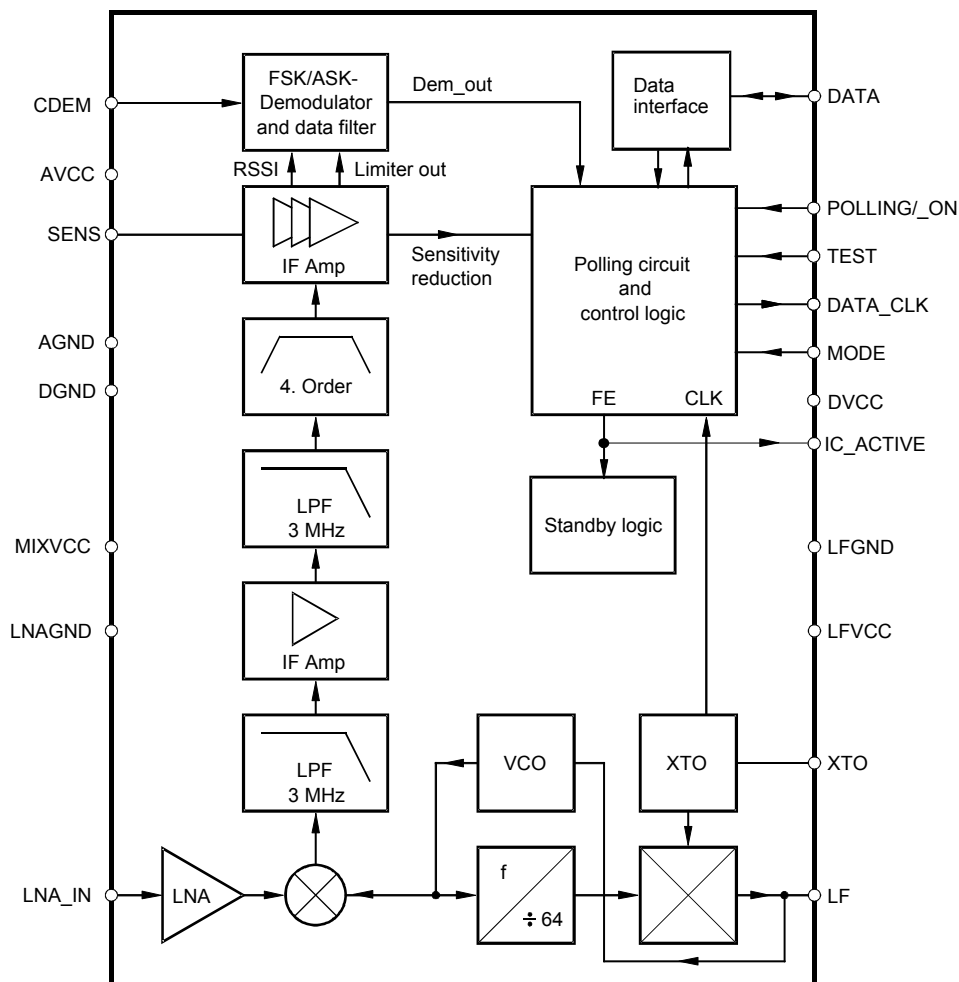 CDEM
AVCC
SENS
AGND
DGND
MIXVCC
LNAGND
LNA_IN
FSK/ASK-
Demodulator
and data filter
Dem_out
RSSI
Limiter out
IF Amp
Sensitivity
reduction
4. Order
LPF
3 MHz
IF Amp
LPF
3 MHz
LNA
Data
interface
Polling circuit
and
control logic
FE
CLK
Standby logic
VCO
XTO
f
÷ 64
DATA
POLLING/_ON
TEST
DATA_CLK
MODE
DVCC
IC_ACTIVE
LFGND
LFVCC
XTO
LF